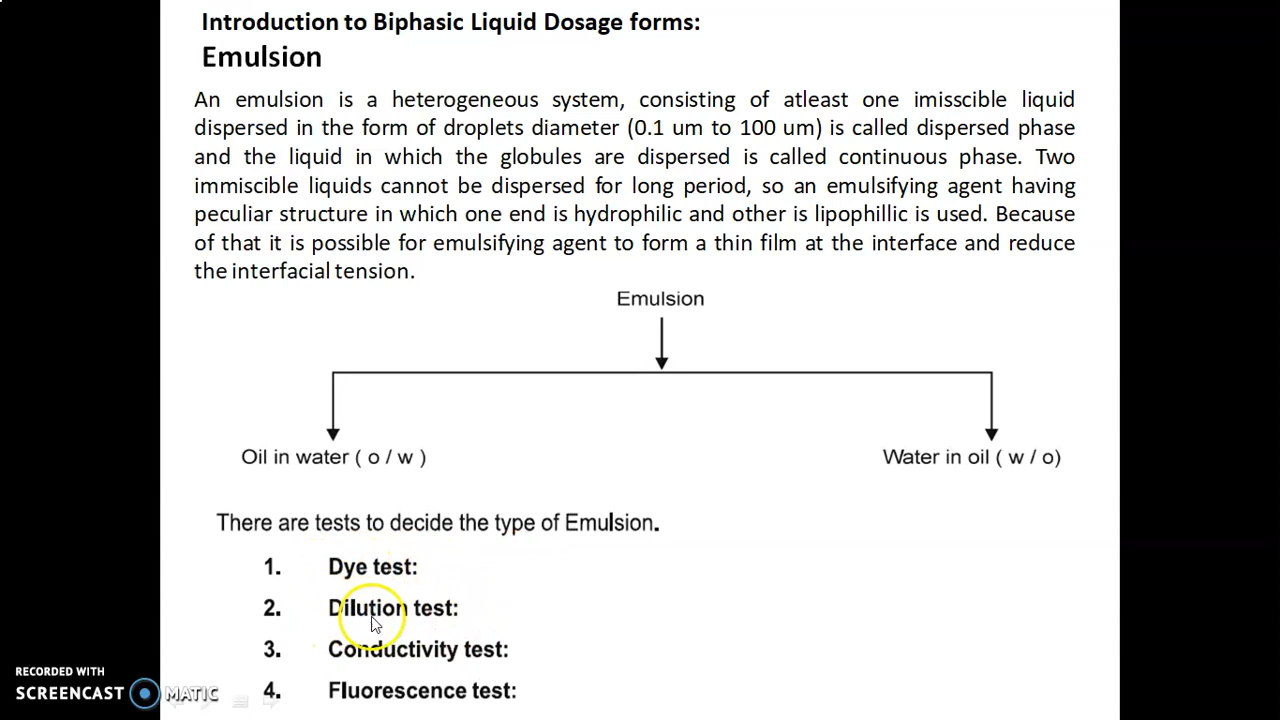 Introduction to Biphasic Liquid Dosage forms:
Emulsion
An emulsion is a heterogeneous system, consisting of atleast one imisscible liquid
dispersed in the form of droplets diameter (0.1 um to 100 um) is called dispersed phase
and the liquid in which the globules are dispersed is called continuous phase. Two
immiscible liquids cannot be dispersed for long period, so an emulsifying agent having
peculiar structure in which one end is hydrophilic and other is lipophillic is used. Because
of that it is possible for emulsifying agent to form a thin film at the interface and reduce
the interfacial tension.
Emulsion
Oil in water ( o / w )
Water in oil ( w / o)
There are tests to decide the type of Emulsion.
1. Dye test:
2. Dilution test:
3. Conductivity test:
4. Fluorescence test:
RECORDED WITH
SCREENCAST MATIC